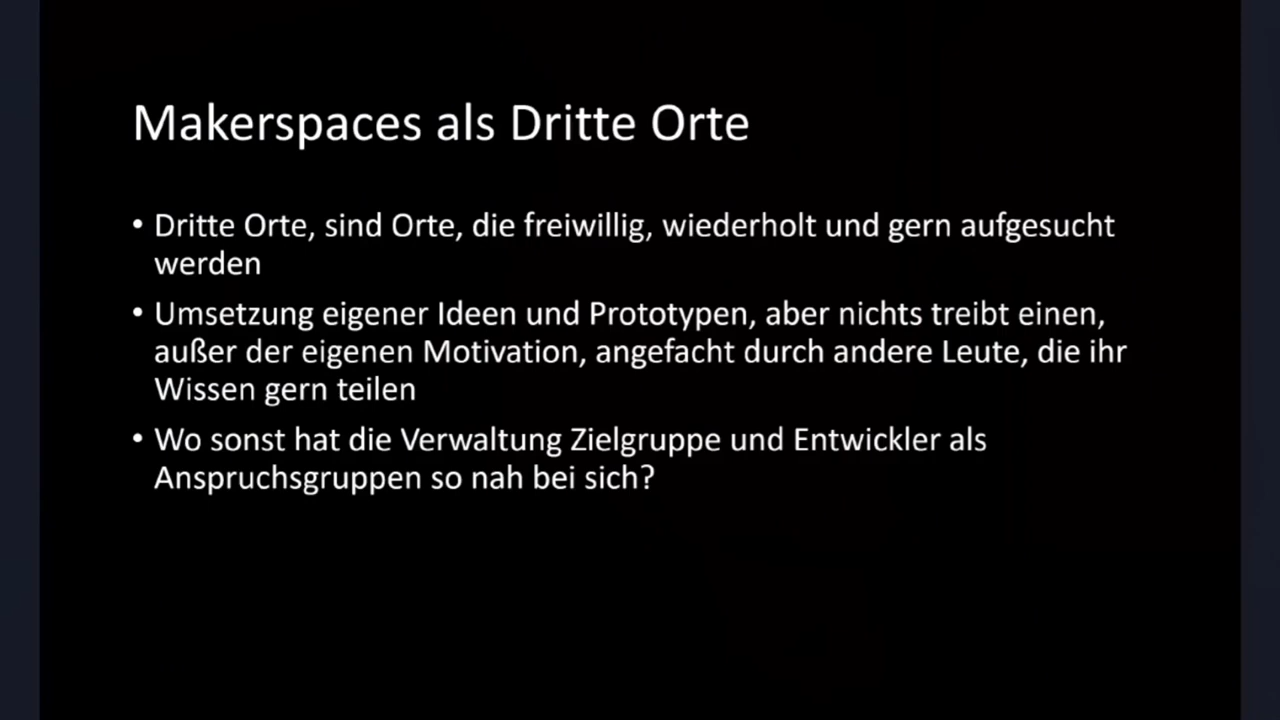 Makerspaces als Dritte Orte
• Dritte Orte, sind Orte, die freiwillig, wiederholt und gern aufgesucht
werden
• Umsetzung eigener Ideen und Prototypen, aber nichts treibt einen,
außer der eigenen Motivation, angefacht durch andere Leute, die ihr
Wissen gern teilen
• Wo sonst hat die Verwaltung Zielgruppe und Entwickler als
Anspruchsgruppen so nah bei sich?